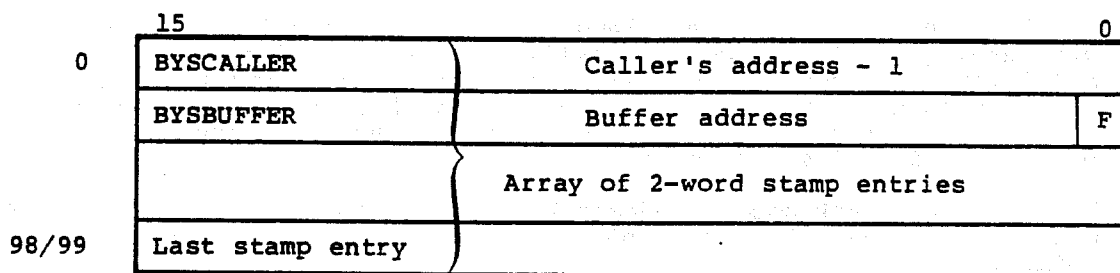 15 0
0 BYSCALLER Caller's address - 1
BYSBUFFER Buffer address F
Array of 2-word stamp entries
98/99 Last stamp entry